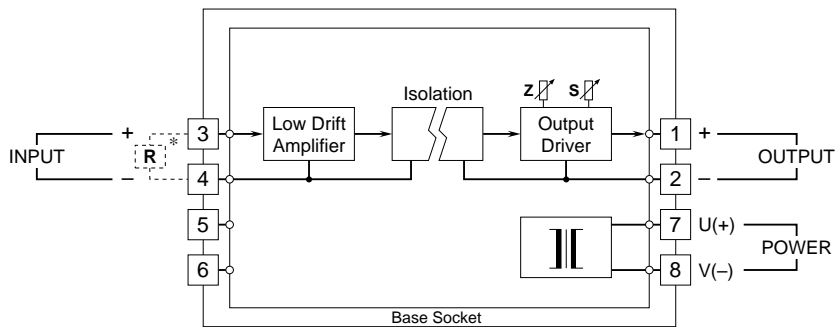 Isolation
Z
S
3
Low Drift
Amplifier
Output
Driver
1
+
+
INPUT
R
*
OUTPUT
–
4
2
–
5
7
U(+)
POWER
6
8
V(–)
Base Socket